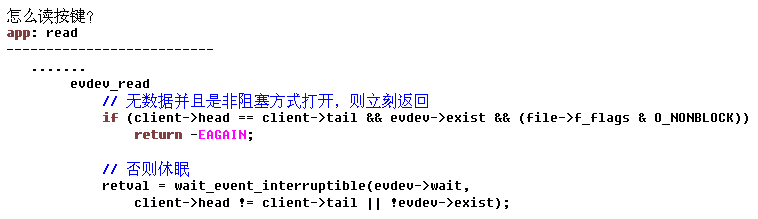 怎么读按键?
app: read
--------------------------
.......
evdev_read
// 无数据并且是非阻塞方式打开，则立刻返回
if (client->head == client->tail && evdev->exist && (file->f_flags & O_NONBLOCK))
return -EAGAIN;
// 否则休眠
retval = wait_event_interruptible(evdev->wait,
client->head != client->tail || !evdev->exist);